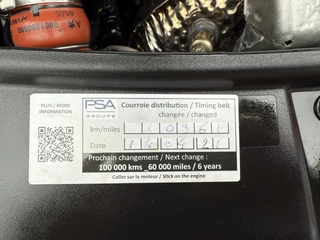 PLUS / MORE
INFORMATION
PSA
GROUPE
Courroie distribution / Timing belt
changée / changed
km/miles
Date
Prochain changement / Next change :
100 000 kms _60 000 miles / 6 years
Coller sur le moteur / Stick on the engine